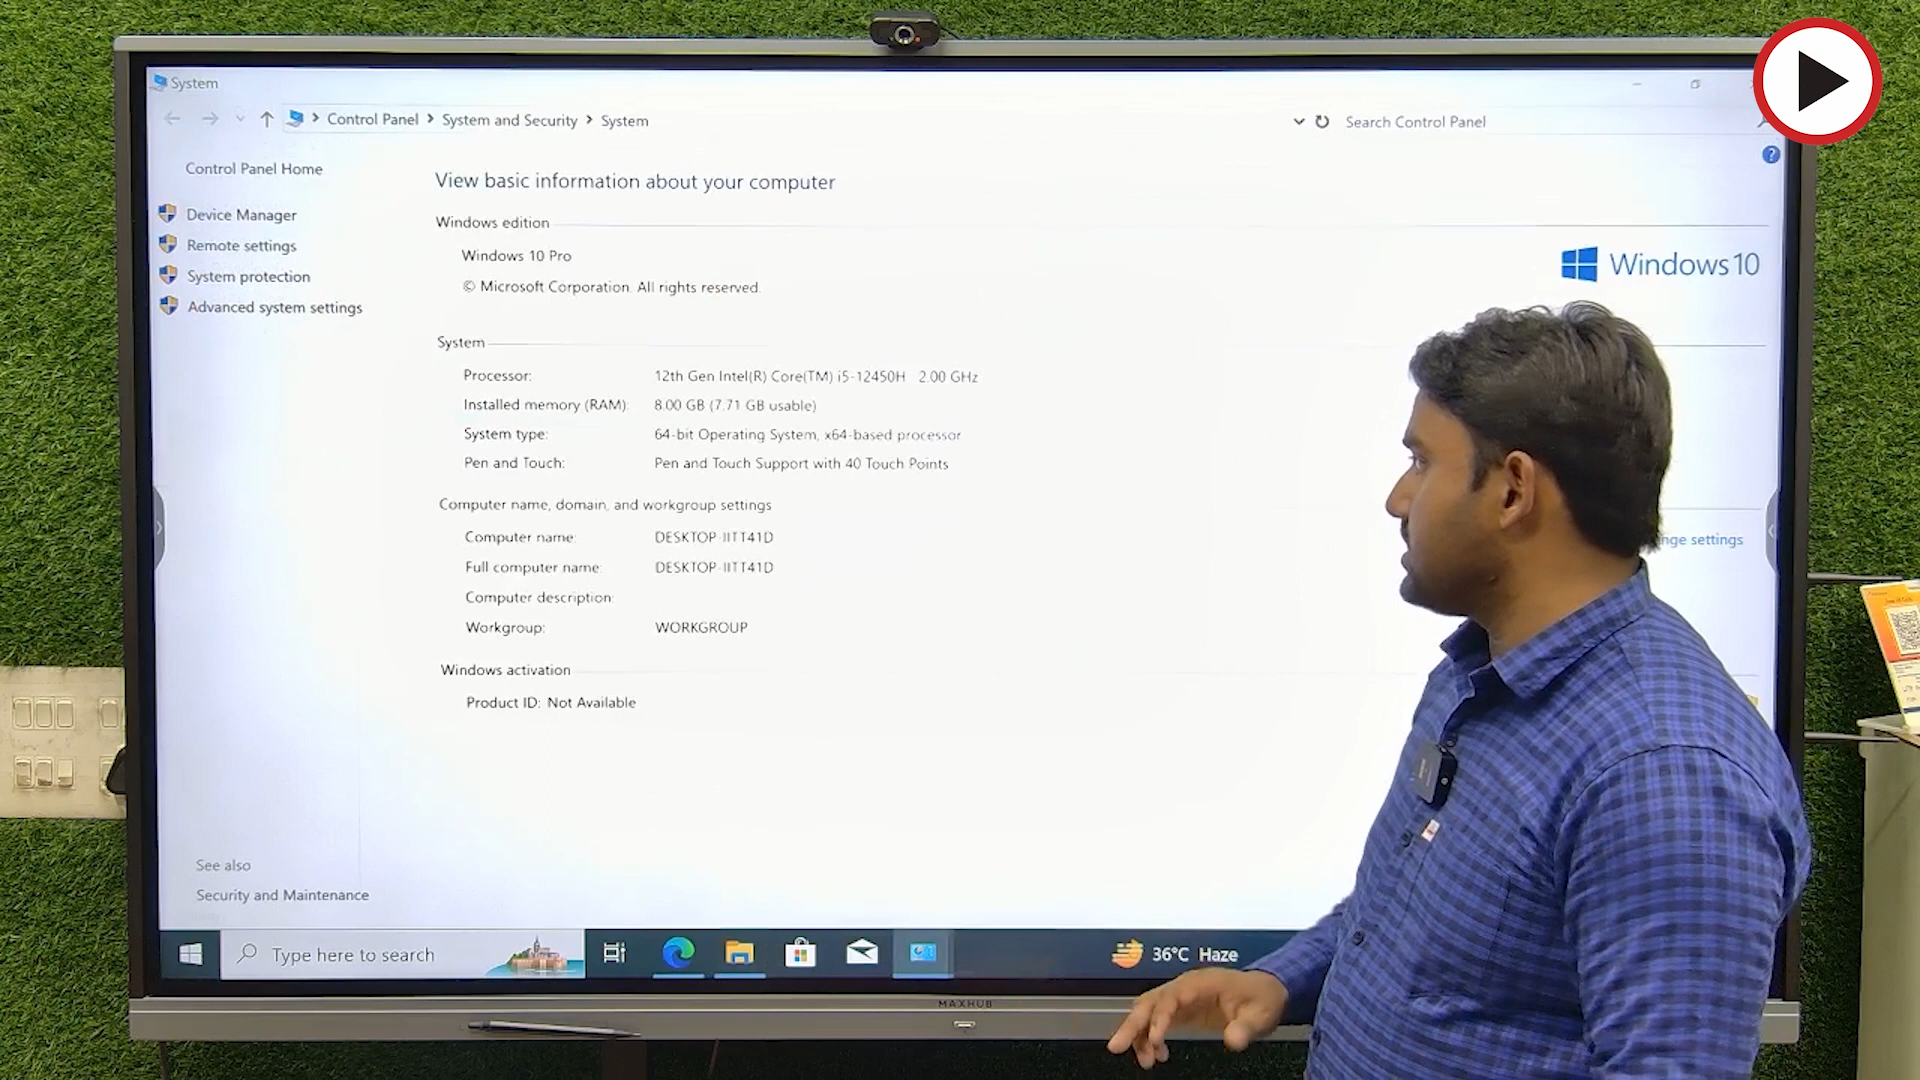 System
Control Panel > System and Security > System
Search Control Panel
Control Panel Home
Device Manager
Remote settings
System protection
Advanced system settings
View basic information about your computer
Windows edition
Windows 10 Pro
© Microsoft Corporation. All rights reserved.
Windows 10
System
Processor: 12th Gen Intel(R) Core(TM) i5-12450H 2.00 GHz
Installed memory (RAM): 8.00 GB (7.71 GB usable)
System type: 64-bit Operating System, x64-based processor
Pen and Touch: Pen and Touch Support with 40 Touch Points
Computer name, domain, and workgroup settings
Computer name: DESKTOP-IITT41D
settings
Full computer name: DESKTOP-IITT41D
Computer description:
Workgroup: WORKGROUP
Windows activation
Product ID: Not Available
See also
Security and Maintenance
Type here to search
36°C Haze
MAXHUB